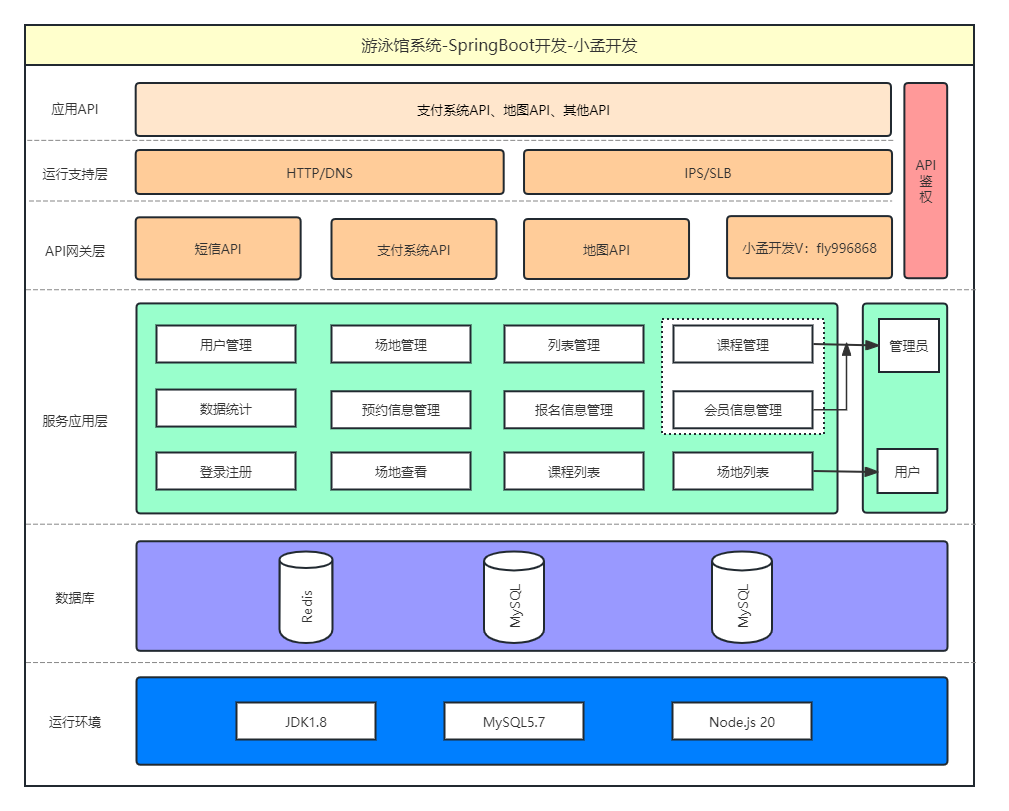 游泳馆系统-SpringBoot开发-小孟开发
应用API
支付系统API、地图API、其他API
API
鉴
权
运行支持层
HTTP/DNS
IPS/SLB
API网关层
短信API
支付系统API
地图API
小孟开发V：fly996868
服务应用层
用户管理
场地管理
列表管理
课程管理
管理员
数据统计
预约信息管理
报名信息管理
会员信息管理
登录注册
场地查看
课程列表
场地列表
用户
数据库
Redis
MySQL
MySQL
运行环境
JDK1.8
MySQL5.7
Node.js 20